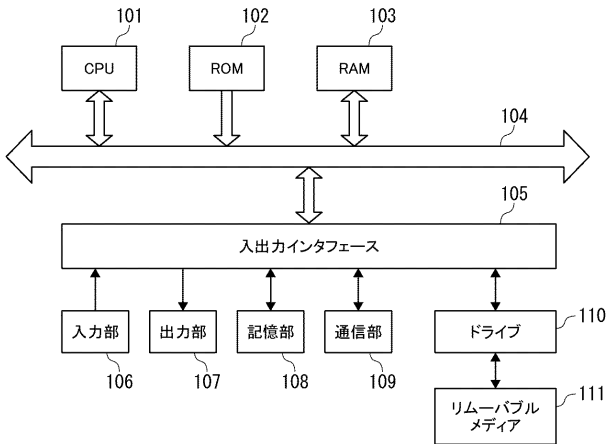 101
102
103
CPU
ROM
RAM
104
105
入出力インタフェース
入力部
出力部
記憶部
通信部
ドライブ
110
106
107
108
109
リムーバブル
メディア
111